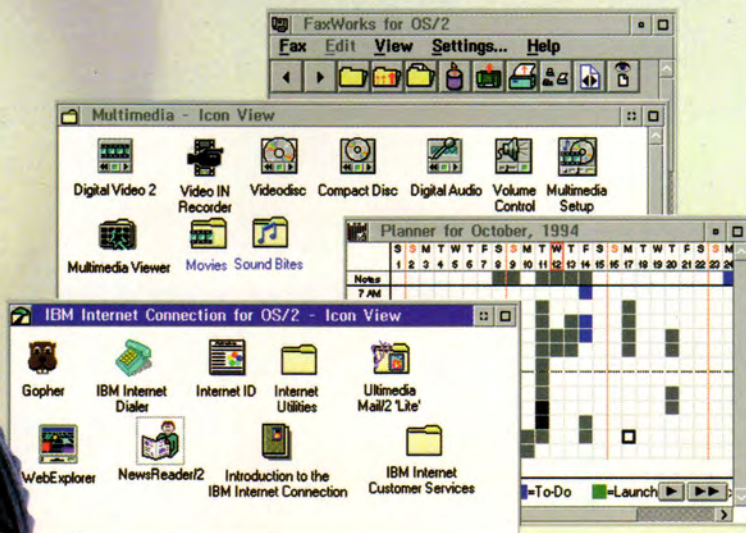 FaxWorks for OS/2
Fax Edit View Settings... Help
Multimedia - Icon View
Digital Video 2 Video IN Recorder Videodisc Compact Disc Digital Audio Volume Control Multimedia Setup
Multimedia Viewer Movies Sound Bites
Planner for October, 1994
S S M T W T F S S M T W T F S S M T W T F S S M
1 2 3 4 5 6 7 8 9 10 11 12 13 14 15 16 17 18 19 20 21 22 23 24
Notes
7 AM
=To-Do =Launch
IBM Internet Connection for OS/2 - Icon View
Gopher IBM Internet Dialer Internet ID Internet Utilities Ultimedia Mail/2 'Lite'
WebExplorer NewsReader/2 Introduction to the IBM Internet Connection IBM Internet Customer Services